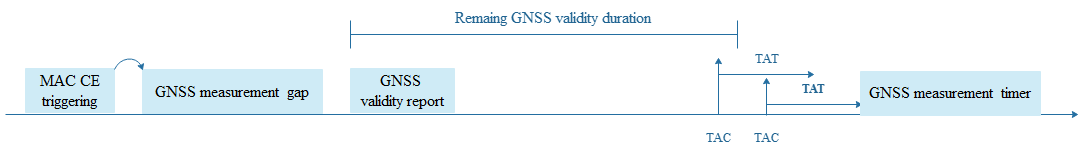 Remaing GNSS validity duration
MAC CE
triggering
GNSS measurement gap
GNSS
validity report
TAT
TAT
GNSS measurement timer
TAC
TAC